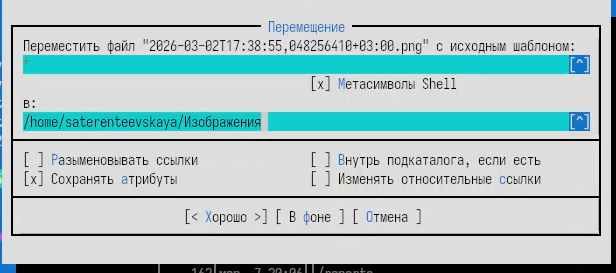 Перемещение
Переместить файл "2026-03-02T17:38:55,048256410+03:00.png" с исходным шаблоном:
* [^]
[x] Метасимволы Shell
в:
/home/saterenteevskaya/Изображения [^]
[ ] Разыменовывать ссылки [ ] Внутрь подкаталога, если есть
[x] Сохранять атрибуты [ ] Изменять относительные ссылки
[< Хорошо >] [ В фоне ] [ Отмена ]